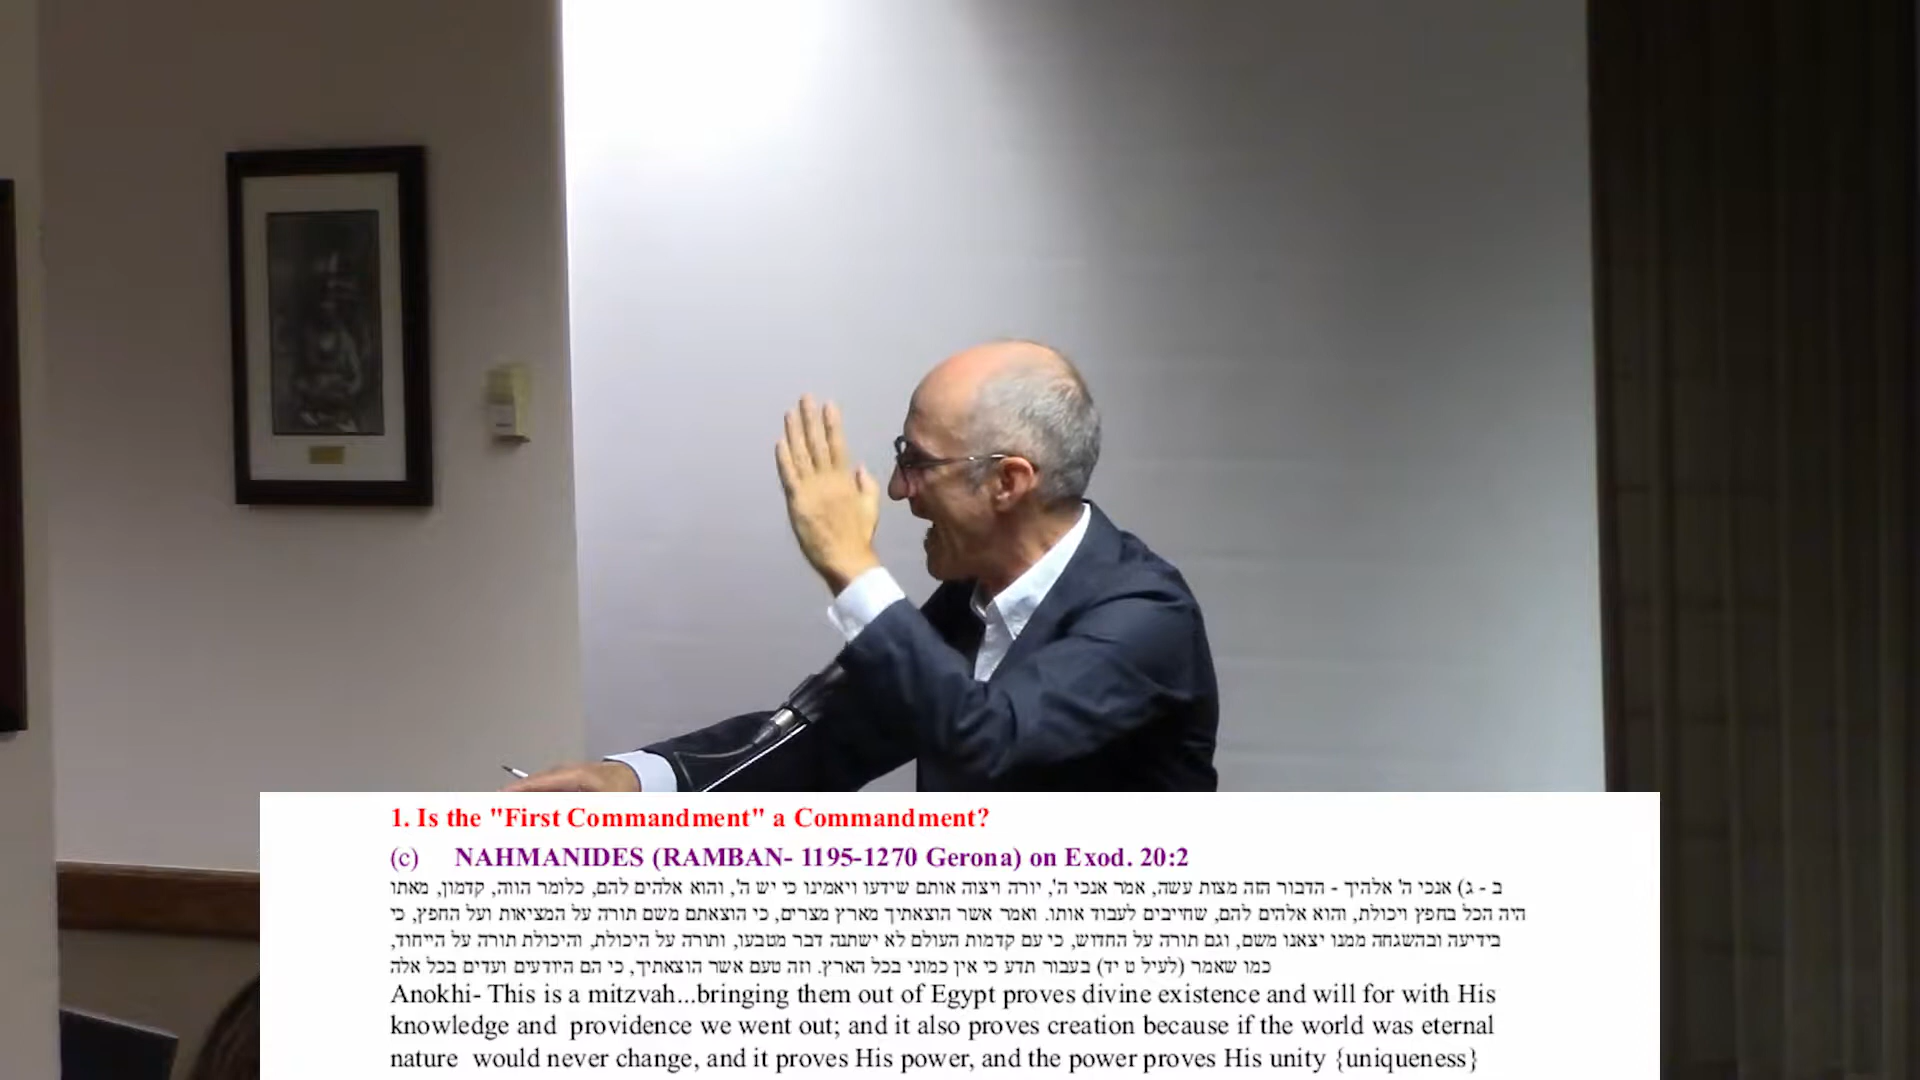 1. Is the "First Commandment" a Commandment?
(c) NAHMANIDES (RAMBAN- 1195-1270 Gerona) on Exod. 20:2
ב - ג) אנכי ה' אלהיך - הדבור הזה מצות עשה, אמר אנכי ה', יורה ויצוה אותם שידעו ויאמינו כי יש ה', והוא אלהים להם, כלומר הווה, קדמון, מאתו
היה הכל בחפץ ויכולת, והוא אלהים להם, שחייבים לעבוד אותו. ואמר אשר הוצאתיך מארץ מצרים, כי הוצאתם משם תורה על המציאות ועל החפץ, כי
בידיעה ובהשגחה ממנו יצאנו משם, וגם תורה על החדוש, כי עם קדמות העולם לא ישתנה דבר מטבעו, ותורה על היכולת, והיכולת תורה על הייחוד,
כמו שאמר (לעיל ט יד) בעבור תדע כי אין כמוני בכל הארץ. וזה טעם אשר הוצאתיך, כי הם היודעים ועדים בכל אלה
Anokhi- This is a mitzvah...bringing them out of Egypt proves divine existence and will for with His
knowledge and providence we went out; and it also proves creation because if the world was eternal
nature would never change, and it proves His power, and the power proves His unity {uniqueness}